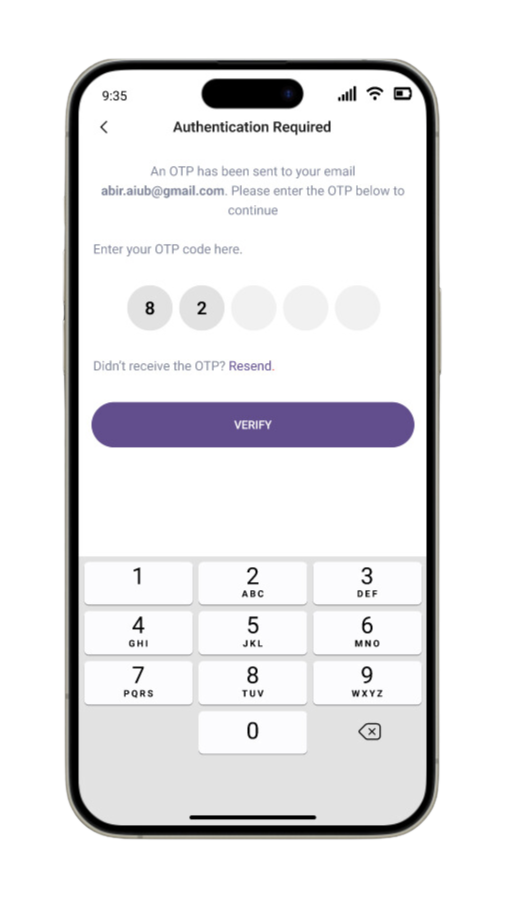 9:35
Authentication Required
An OTP has been sent to your email
abir.aiub@gmail.com. Please enter the OTP below to
continue
Enter your OTP code here.
8 2
Didn't receive the OTP? Resend.
VERIFY
1 2 3
ABC DEF
4 5 6
GHI JKL MNO
7 8 9
PQRS TUV WXYZ
0